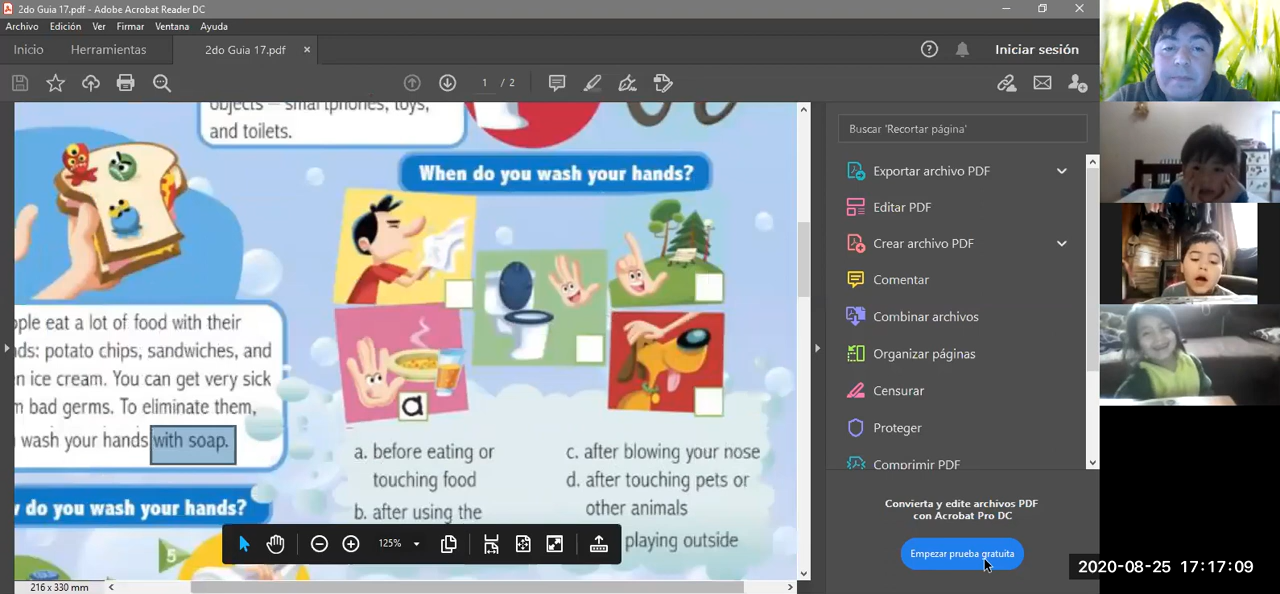 2do Guia 17.pdf - Adobe Acrobat Reader DC
Archivo Edición Ver Firmar Ventana Ayuda
Inicio Herramientas 2do Guia 17.pdf ×
Iniciar sesión
1 / 2
objects — smartphones, toys,
and toilets.
When do you wash your hands?
ple eat a lot of food with their
ds: potato chips, sandwiches, and
n ice cream. You can get very sick
m bad germs. To eliminate them,
wash your hands with soap.
do you wash your hands?
5
a
a. before eating or
touching food
b. after using the
c. after blowing your nose
d. after touching pets or
other animals
playing outside
125%
216 x 330 mm
Buscar 'Recortar página'
Exportar archivo PDF
Editar PDF
Crear archivo PDF
Comentar
Combinar archivos
Organizar páginas
Censurar
Proteger
Comprimir PDF
Convierta y edite archivos PDF
con Acrobat Pro DC
Empezar prueba gratuita
2020-08-25 17:17:09